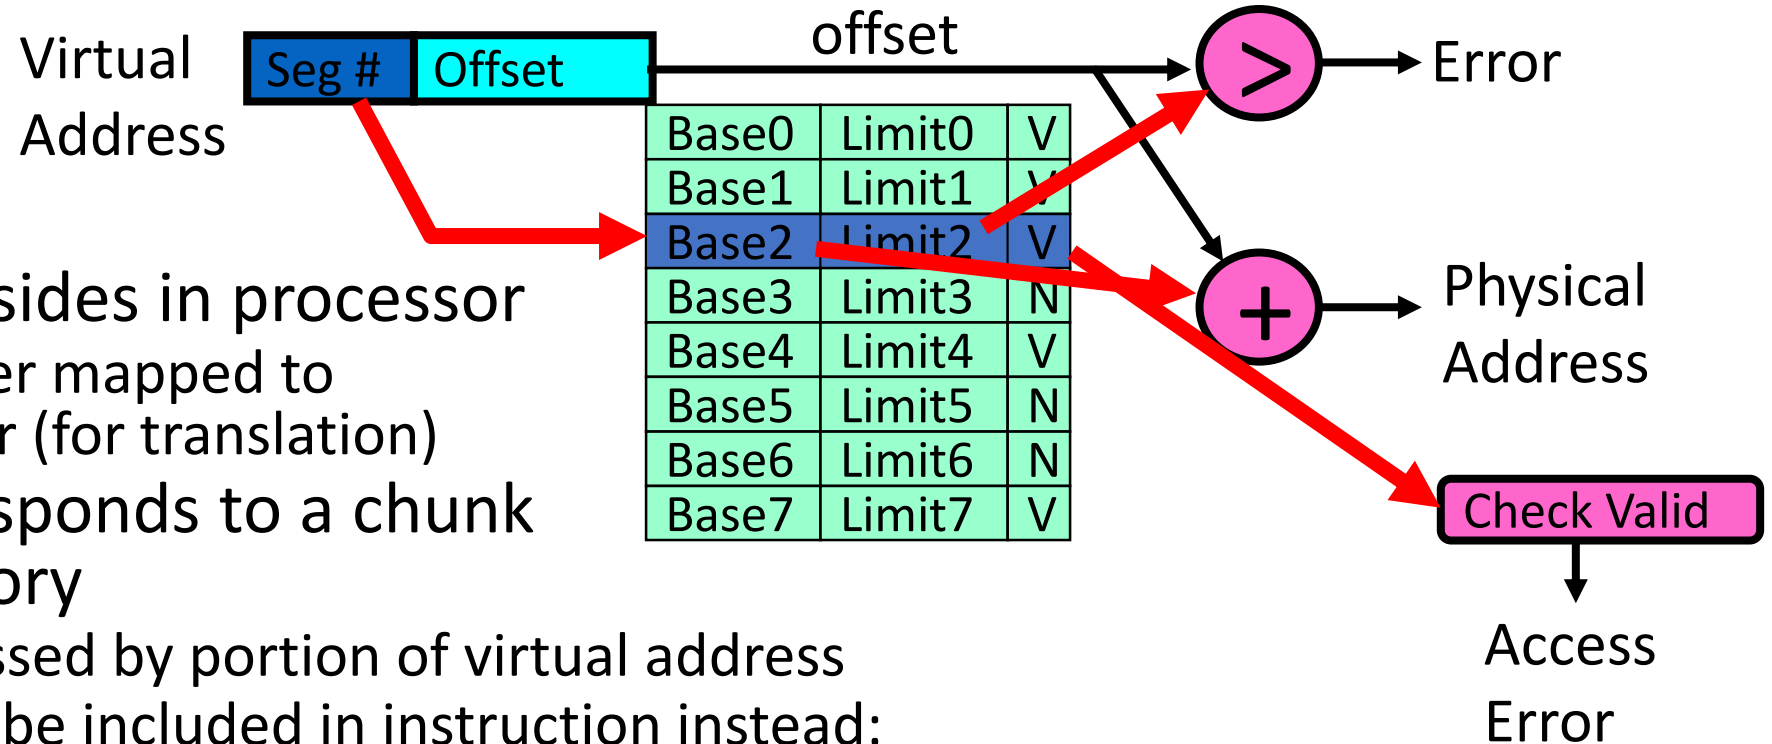 Virtual
Address
Seg # Offset
offset
>
Error
Base0 Limit0 V
Base1 Limit1 V
Base2 Limit2 V
Base3 Limit3 N
Base4 Limit4 V
Base5 Limit5 N
Base6 Limit6 N
Base7 Limit7 V
+
Physical
Address
Check Valid
Access
Error
sides in processor
er mapped to
r (for translation)
sponds to a chunk
ory
ssed by portion of virtual address
be included in instruction instead: